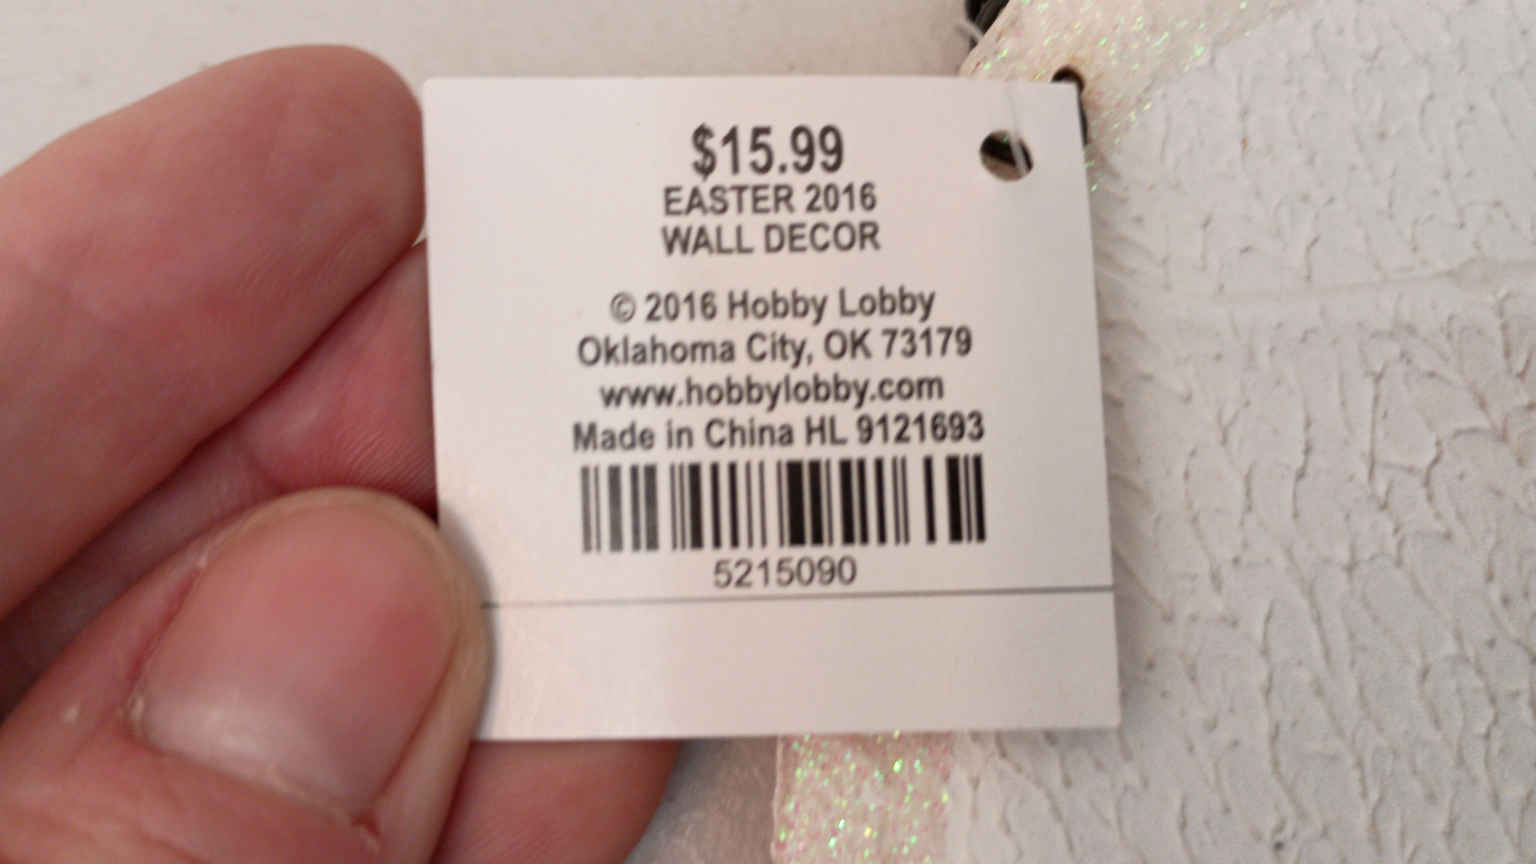 $15.99
EASTER 2016
WALL DECOR
© 2016 Hobby Lobby
Oklahoma City, OK 73179
www.hobbylobby.com
Made in China HL 9121693
5215090